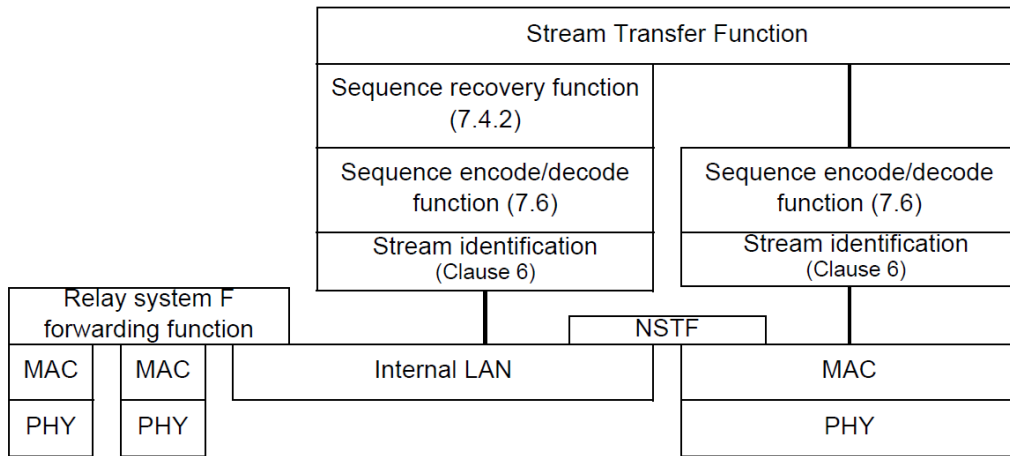 Stream Transfer Function
Sequence recovery function
(7.4.2)
Sequence encode/decode
function (7.6)
Stream identification
(Clause 6)
Sequence encode/decode
function (7.6)
Stream identification
(Clause 6)
Relay system F
forwarding function
NSTF
MAC
MAC
Internal LAN
MAC
PHY
PHY
PHY